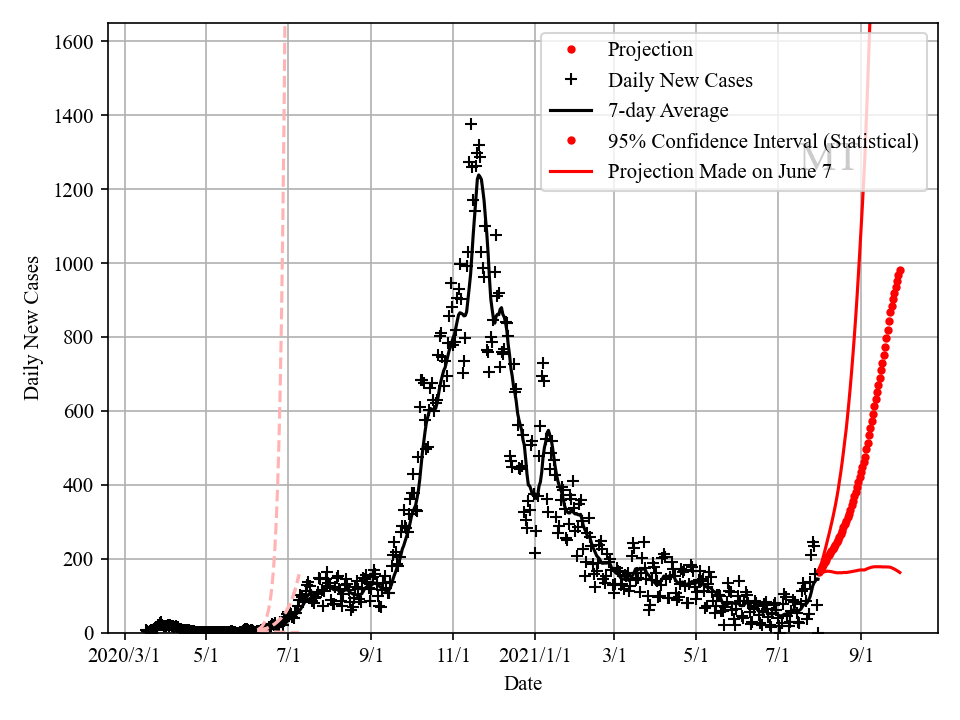 1600
1400
1200
1000
800
600
400
200
0
Daily New Cases
2020/3/1 5/1 7/1 9/1 11/1 2021/1/1 3/1 5/1 7/1 9/1
Date
Projection
Daily New Cases
7-day Average
95% Confidence Interval (Statistical)
Projection Made on June 7
MT